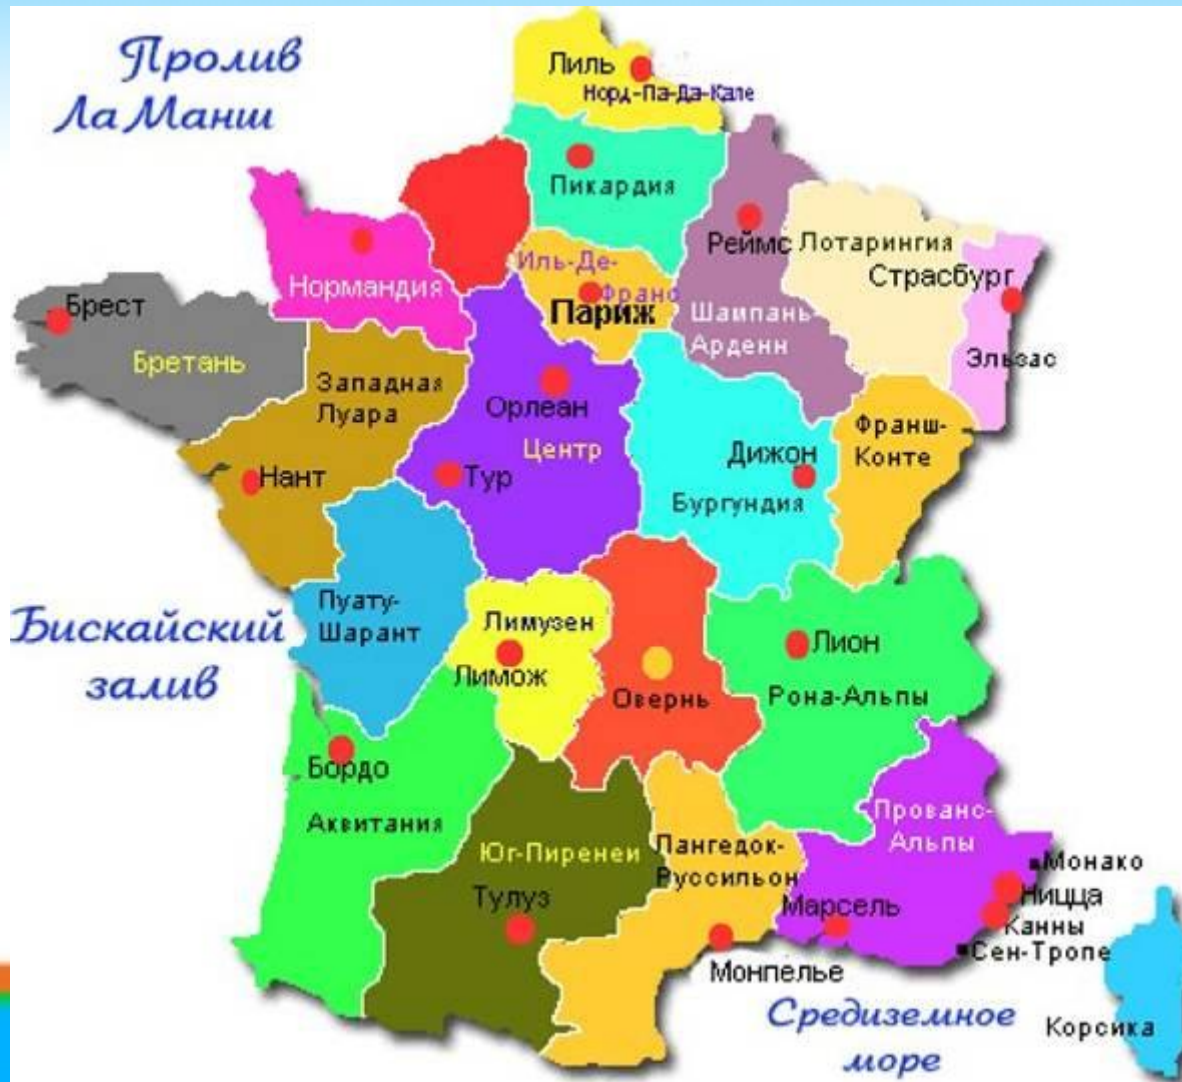 Пролив
Ла Манш
Лиль
Норд-Па-Да-Кале
Пикардия
Реймс
Лотарингия
Страсбург
Эльзас
Нормандия
Иль-Де-
Франс
Париж
Шаипань-
Арденн
Брест
Бретань
Западная
Луара
Орлеан
Центр
Тур
Нант
Дижон
Бургундия
Франш-
Конте
Бискайский
залив
Пуату-
Шарант
Лимузен
Лимож
Овернь
Лион
Рона-Альпы
Бордо
Аквитания
Юг-Пиренеи
Тулуз
Пангедок-
Руссильон
Монпелье
Прованс-
Альпы
Марсель
Монако
Ницца
Канны
Сен-Тропе
Средиземное
море
Корсика